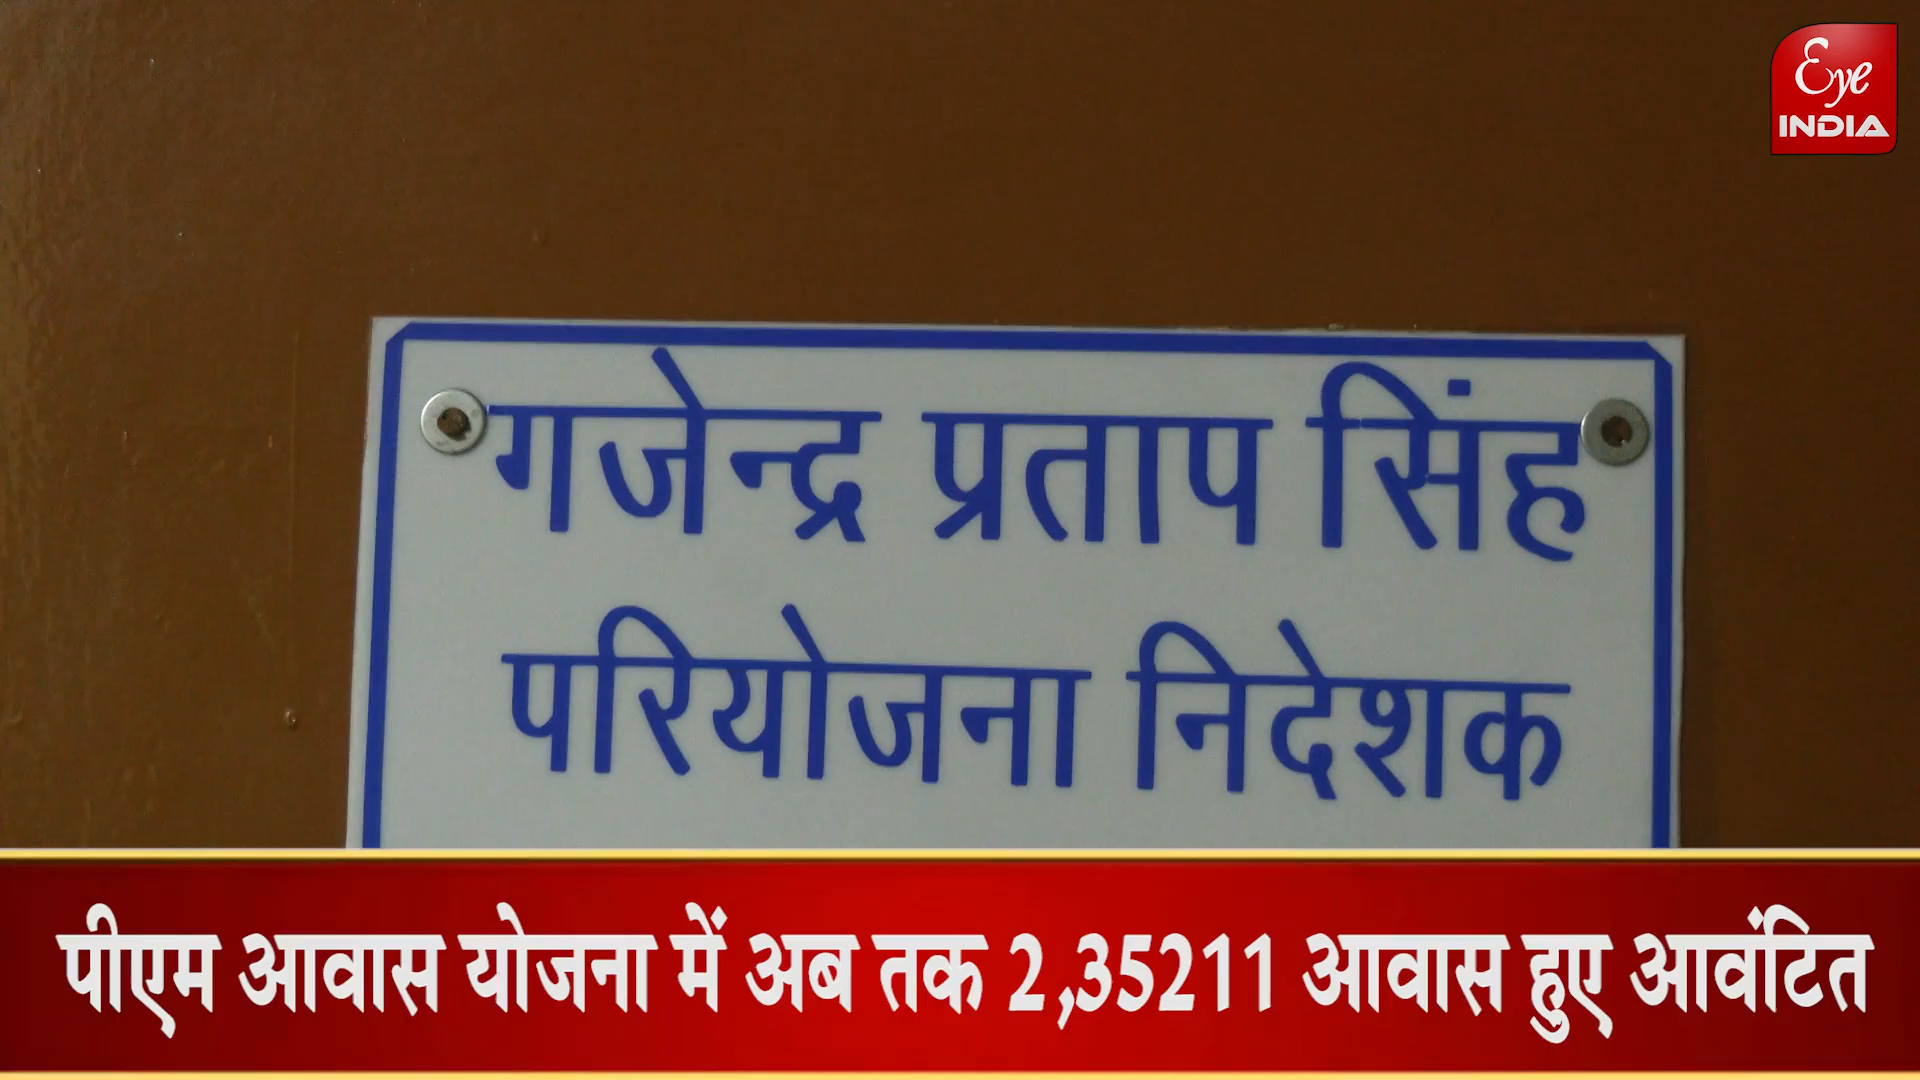 Eye
INDIA
गजेन्द्र प्रताप सिंह
परियोजना निदेशक
पीएम आवास योजना में अब तक 2,35211 आवास हुए आवंटित